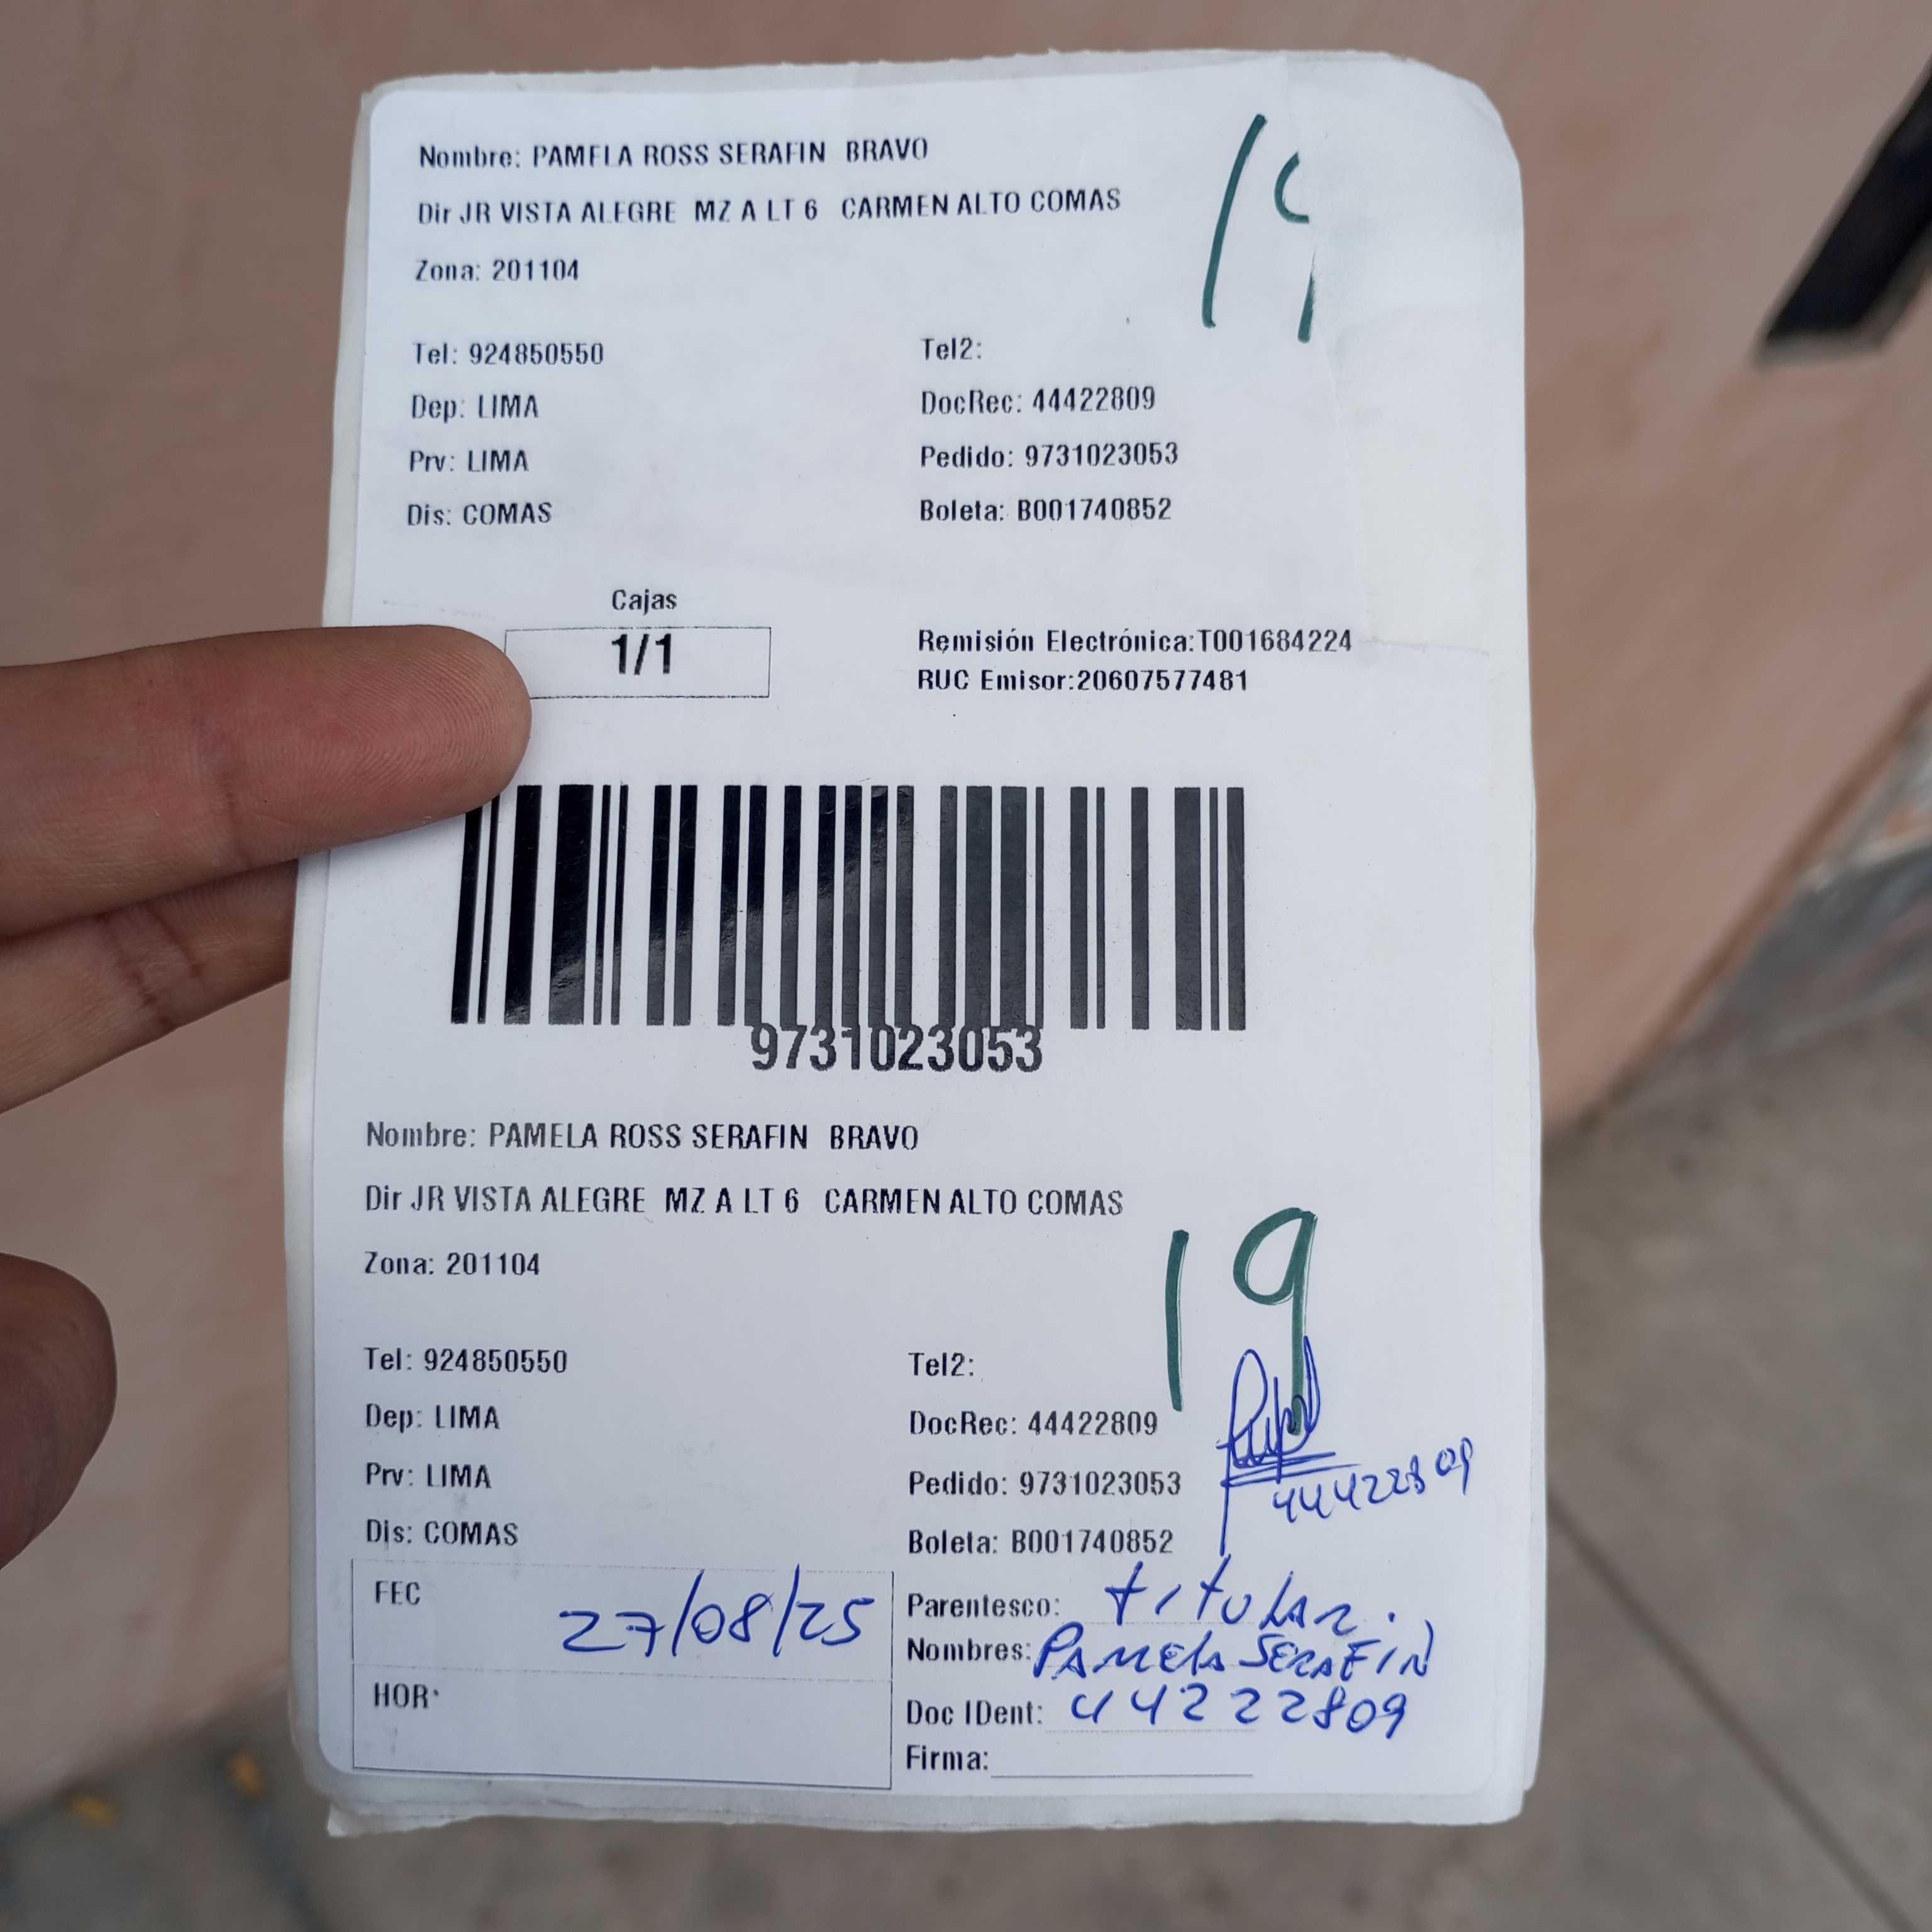 Nombre: PAMELA ROSS SERAFIN BRAVO
Dir JR VISTA ALEGRE MZ A LT 6 CARMEN ALTO COMAS
19
Zona: 201104
Tel: 924850550
Tel2:
Dep: LIMA
DocRec: 44422809
Prv: LIMA
Pedido: 9731023053
Dis: COMAS
Boleta: B001740852
Cajas
1/1
Remisión Electrónica:T001684224
RUC Emisor:20607577481
9731023053
Nombre: PAMELA ROSS SERAFIN BRAVO
Dir JR VISTA ALEGRE MZ A LT 6 CARMEN ALTO COMAS
19
Zona: 201104
Tel: 924850550
Tel2:
Dep: LIMA
DocRec: 44422809
Prv: LIMA
Pedido: 9731023053
44422809
Dis: COMAS
Boleta: B001740852
FEC 27/08/25
Parentesco: titular.
Nombres: PAMELA SERAFIN
HOR:
Doc IDent: 44222809
Firma: